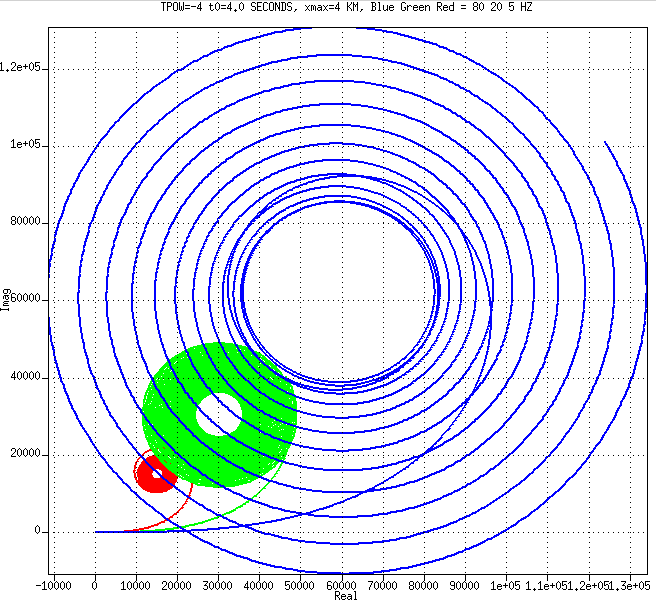 TPOW=-4 t0=4.0 SECONDS, xmax=4 KM, Blue Green Red = 80 20 5 HZ
1.2e+05
1e+05
80000
60000
40000
20000
0
Imag
-10000 0 10000 20000 30000 40000 50000 60000 70000 80000 90000 1e+05 1.1e+05 1.2e+05 1.3e+05
Real